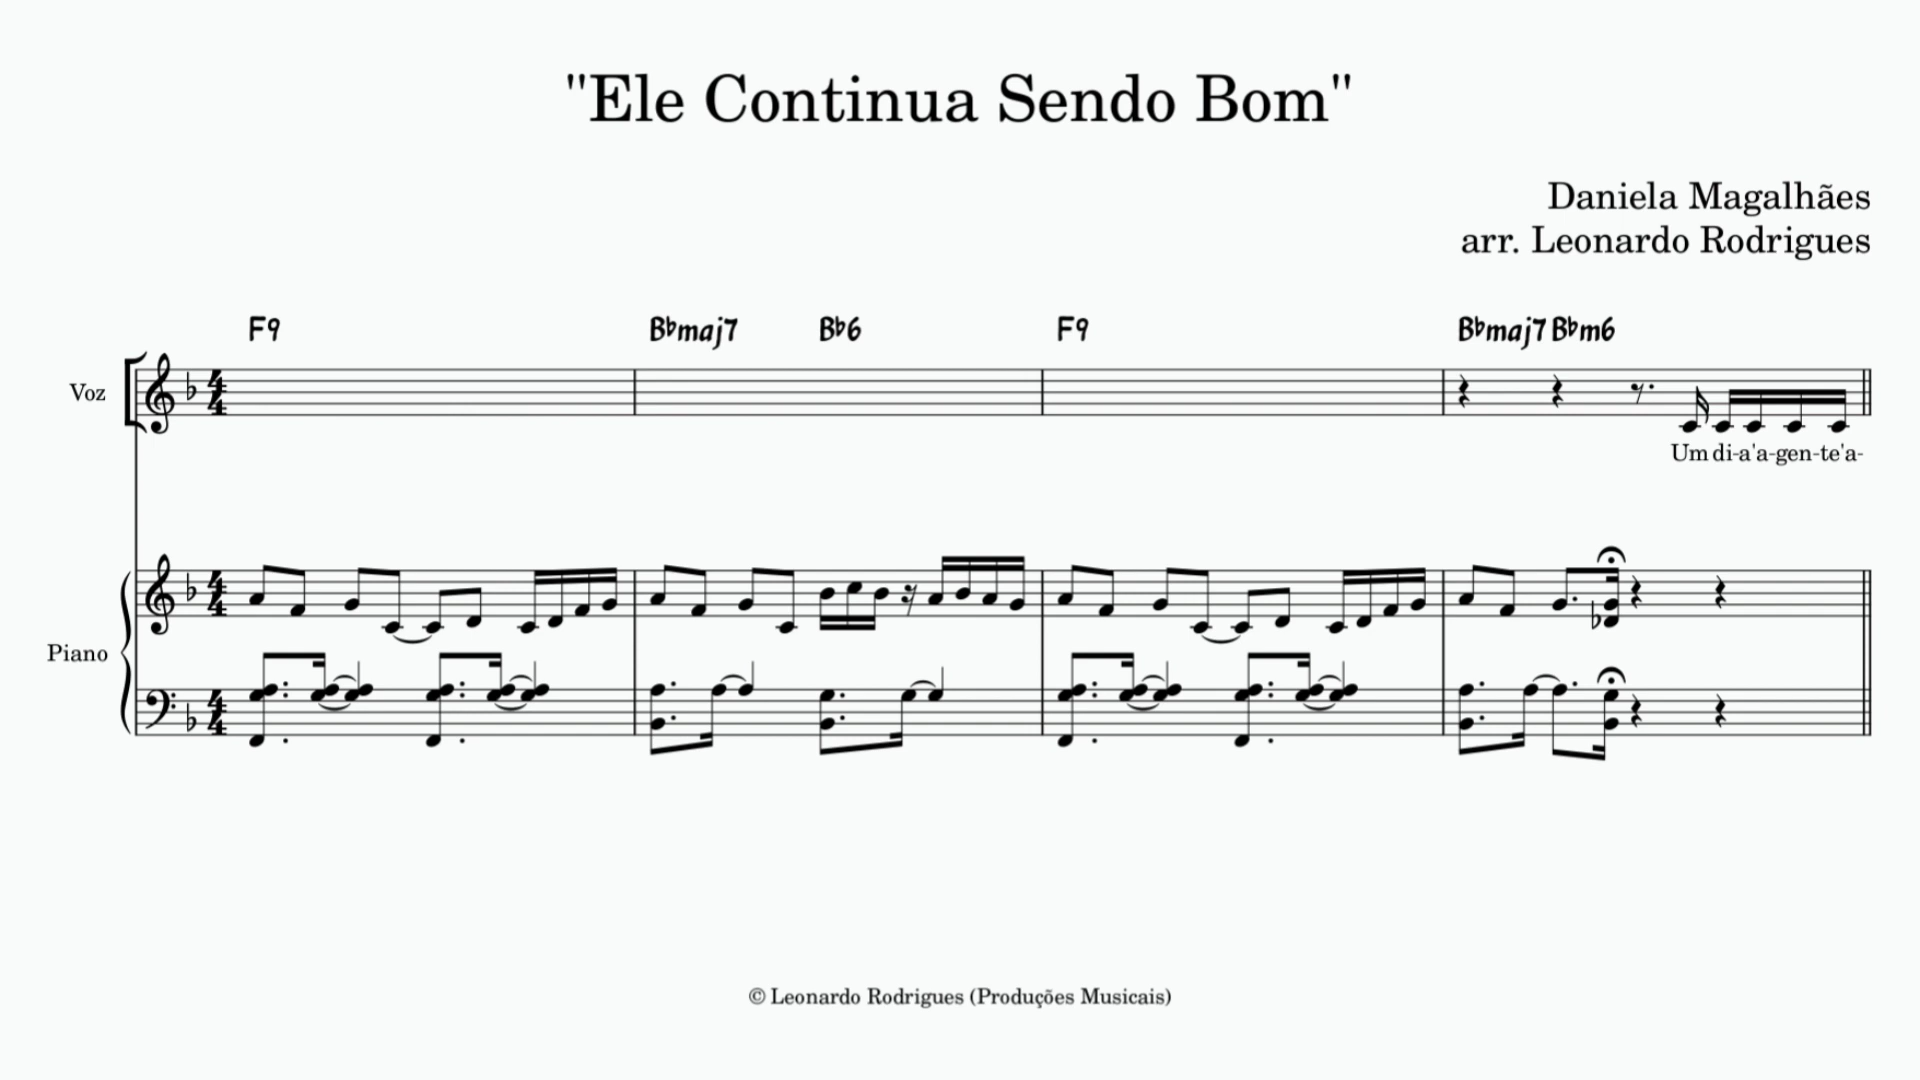 "Ele Continua Sendo Bom"
Daniela Magalhães
arr. Leonardo Rodrigues
F9 B♭maj7 B♭6 F9 B♭maj7 B♭m6
Voz
Um di-a'a-gen-te'a-
Piano
© Leonardo Rodrigues (Produções Musicais)